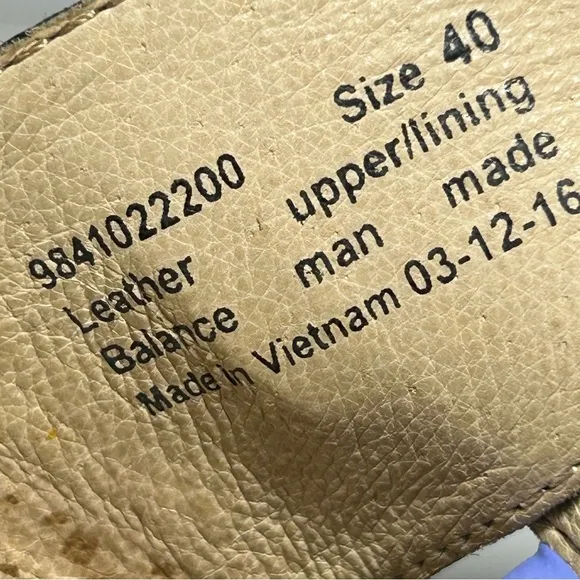 9841022200 Size 40
Leather upper/lining
Balance man made
Made in Vietnam 03-12-16